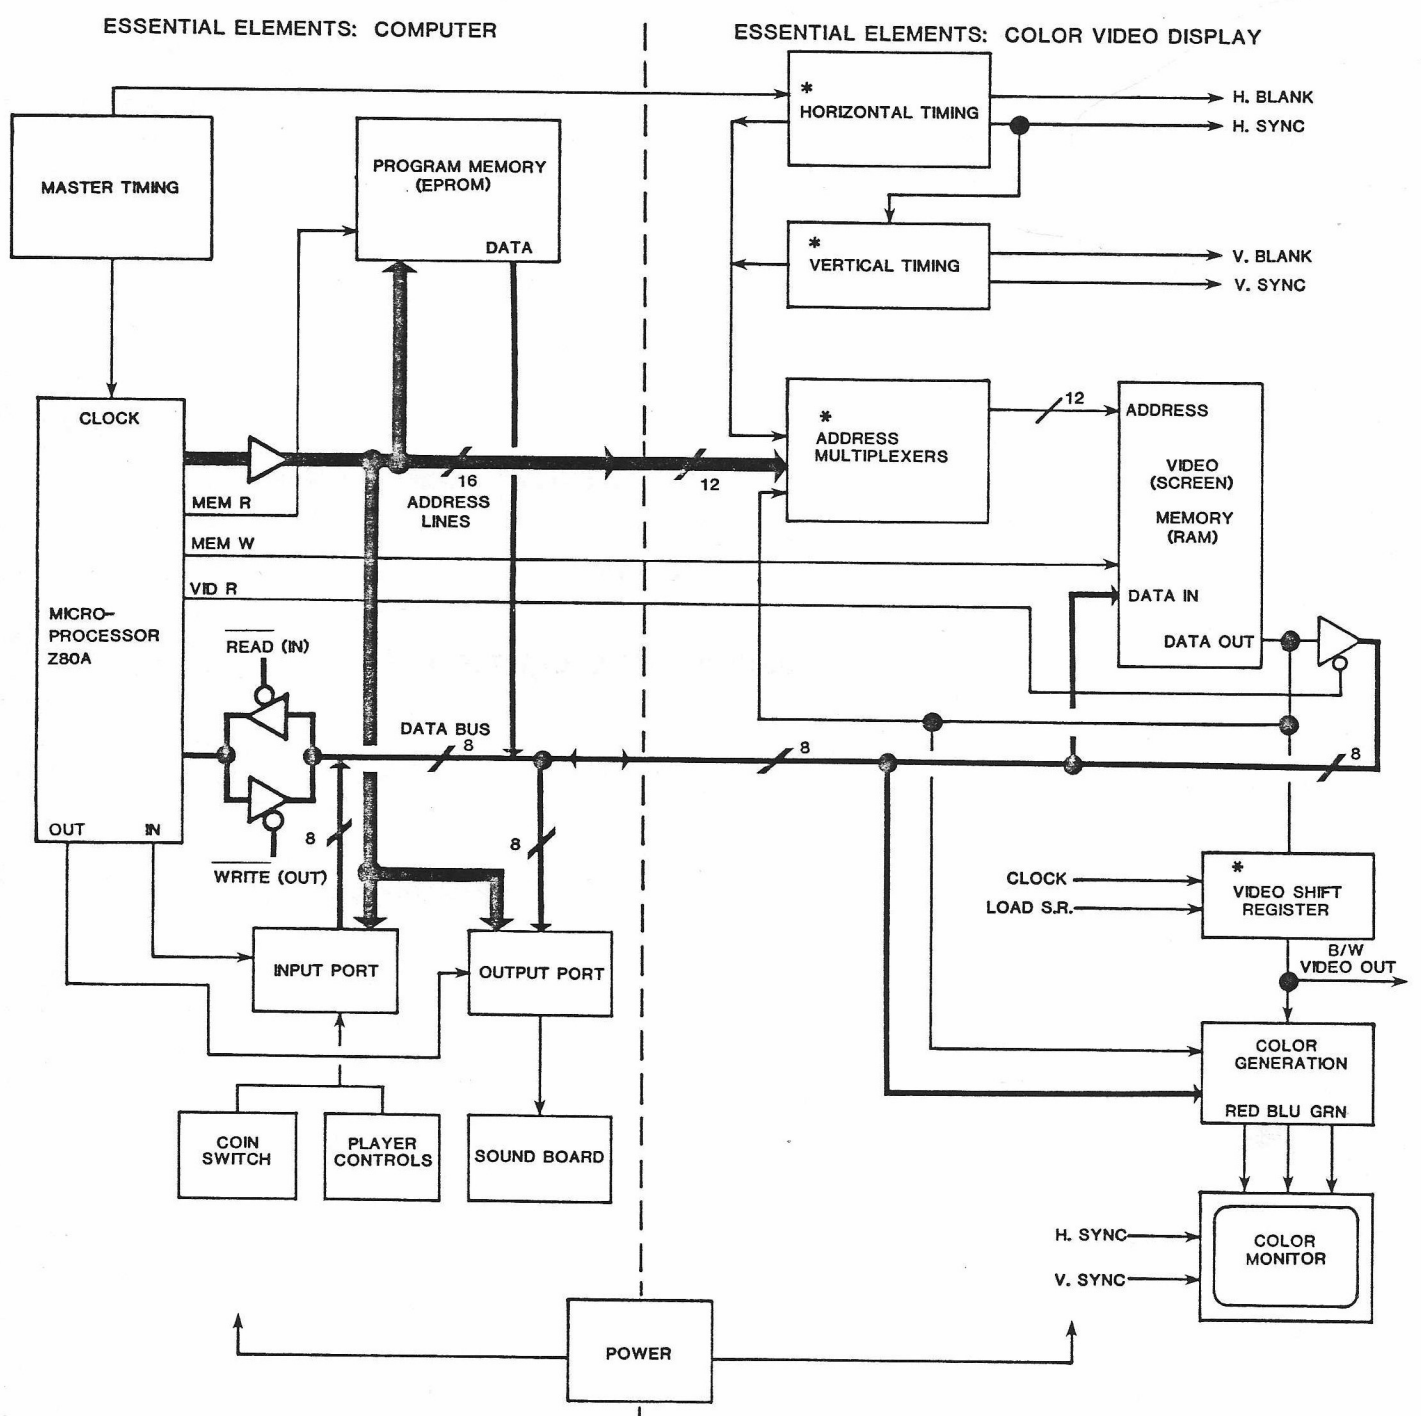 ESSENTIAL ELEMENTS: COMPUTER
ESSENTIAL ELEMENTS: COLOR VIDEO DISPLAY
MASTER TIMING
PROGRAM MEMORY
(EPROM)
DATA
*
HORIZONTAL TIMING
H. BLANK
H. SYNC
*
VERTICAL TIMING
V. BLANK
V. SYNC
CLOCK
MICRO-
PROCESSOR
Z80A
MEM R
MEM W
VID R
OUT
IN
16
ADDRESS
LINES
12
*
ADDRESS
MULTIPLEXERS
12
ADDRESS
VIDEO
(SCREEN)
MEMORY
(RAM)
DATA IN
DATA OUT
READ (IN)
WRITE (OUT)
DATA BUS
8
8
8
8
8
INPUT PORT
OUTPUT PORT
COIN
SWITCH
PLAYER
CONTROLS
SOUND BOARD
CLOCK
LOAD S.R.
*
VIDEO SHIFT
REGISTER
B/W
VIDEO OUT
COLOR
GENERATION
RED BLU GRN
H. SYNC
V. SYNC
COLOR
MONITOR
POWER